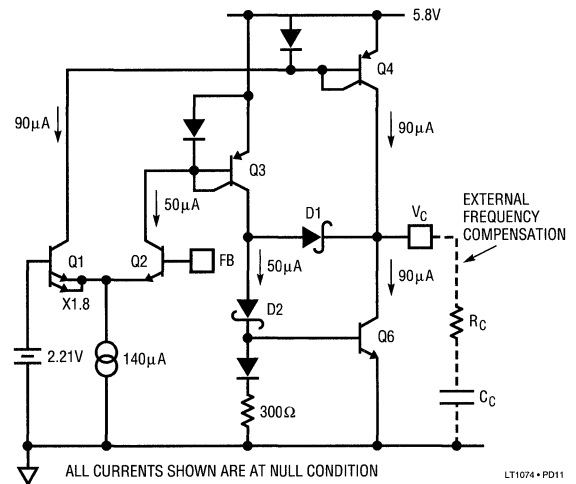 5.8V
Q4
90µA
Q3
90µA
50µA
EXTERNAL
FREQUENCY
COMPENSATION
D1
VC
Q1
Q2
FB
50µA
90µA
X1.8
D2
Q6
RC
2.21V
140µA
300Ω
CC
ALL CURRENTS SHOWN ARE AT NULL CONDITION
LT1074 • PD11